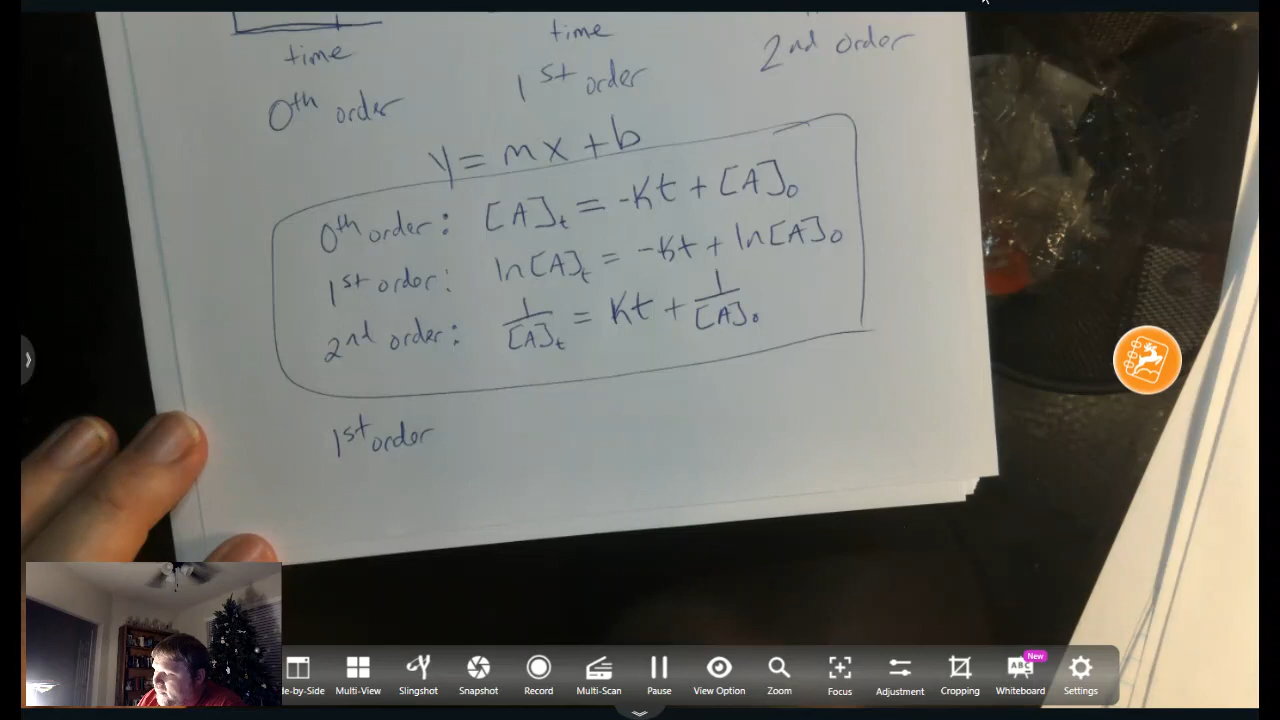 time
time
0th order
1st order
2nd order
y = mx + b
0th order: [A]t = -Kt + [A]0
1st order: ln[A]t = -Kt + ln[A]0
2nd order: 1/[A]t = Kt + 1/[A]0
1st order
de-by-Side
Multi-View
Slingshot
Snapshot
Record
Multi-Scan
Pause
View Option
Zoom
Focus
Adjustment
Cropping
New
ABC
Whiteboard
Settings